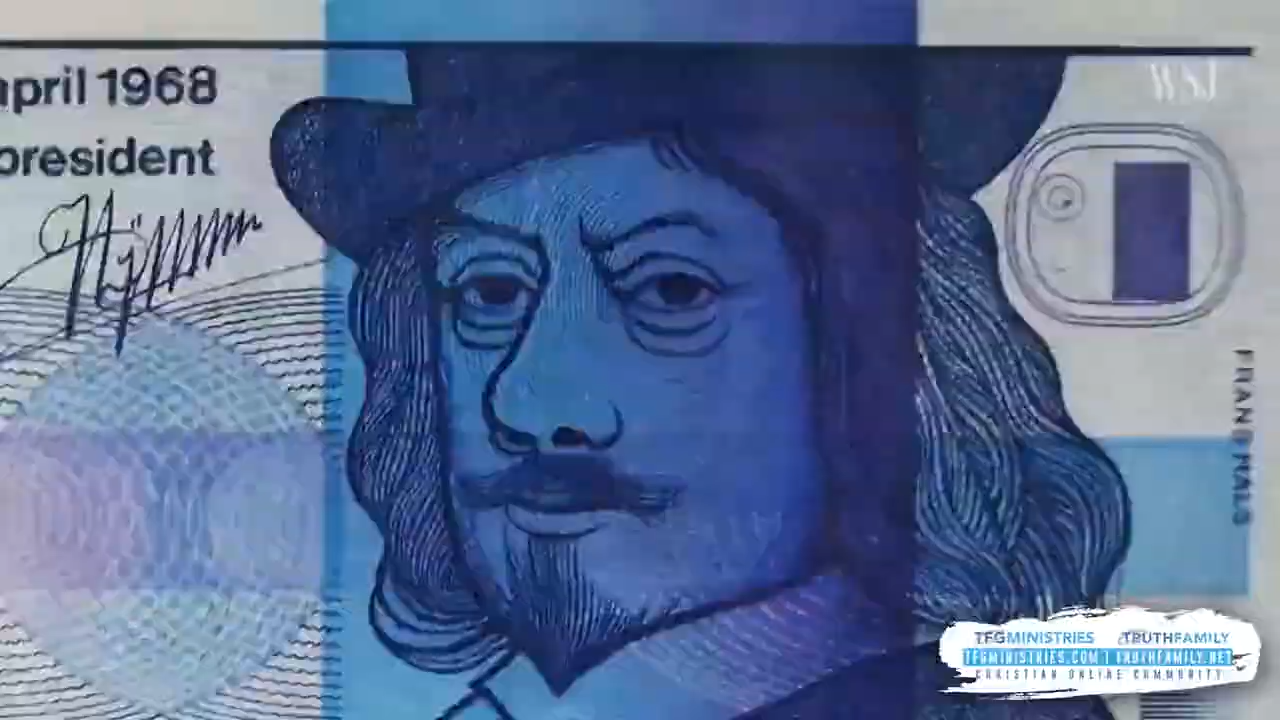 april 1968
president
WSJ
FRANS HALS
TFGMINISTRIES TRUTHFAMILY
TFGMINISTRIES.COM | TRUTHFAMILY.NET
CHRISTIAN ONLINE COMMUNITY